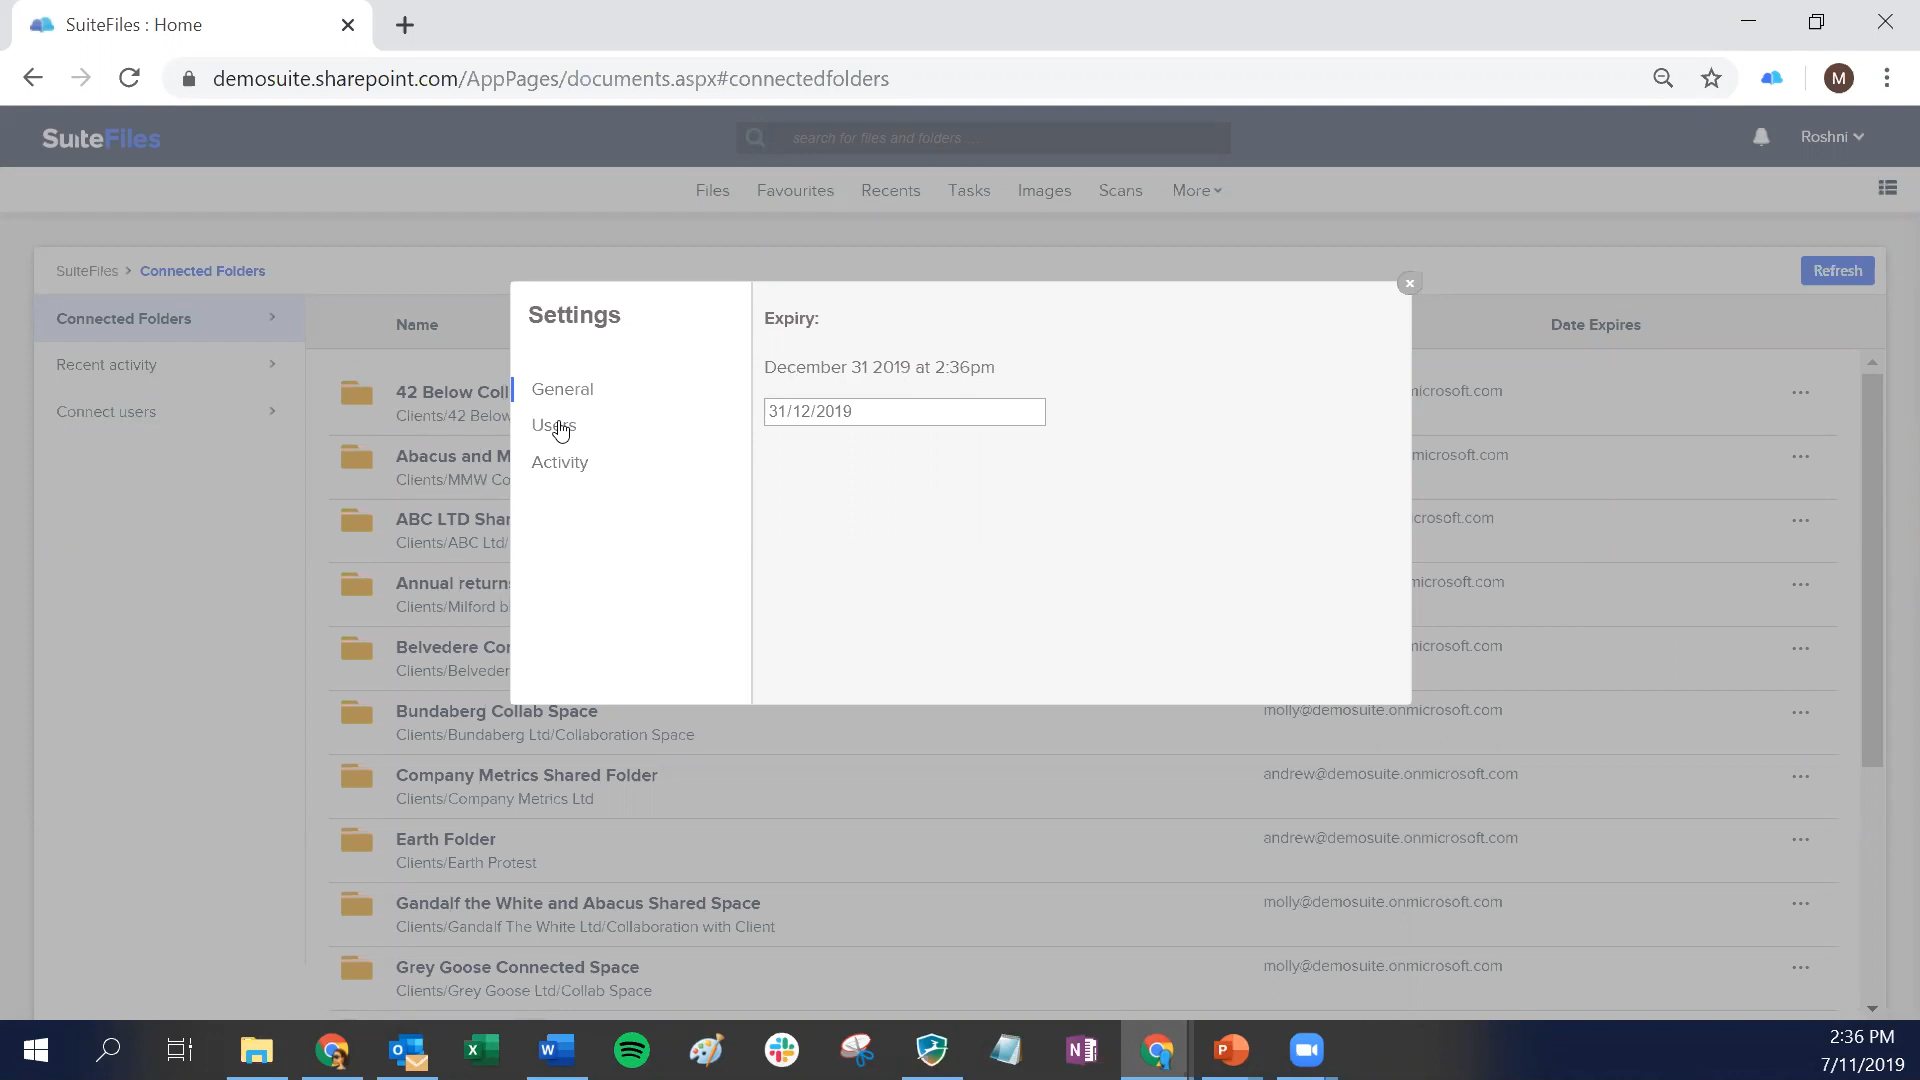 SuiteFiles : Home
demosuite.sharepoint.com/AppPages/documents.aspx#connectedfolders
M
SuiteFiles
search for files and folders ...
Roshni
Files Favourites Recents Tasks Images Scans More
SuiteFiles > Connected Folders
Refresh
Connected Folders
Recent activity
Connect users
Name
Date Expires
42 Below Coll
Clients/42 Below
microsoft.com
Abacus and M
Clients/MMW Co
microsoft.com
ABC LTD Shar
Clients/ABC Ltd/
crosoft.com
Annual return
Clients/Milford b
microsoft.com
Belvedere Cor
Clients/Belveder
microsoft.com
Bundaberg Collab Space
Clients/Bundaberg Ltd/Collaboration Space
molly@demosuite.onmicrosoft.com
Company Metrics Shared Folder
Clients/Company Metrics Ltd
andrew@demosuite.onmicrosoft.com
Earth Folder
Clients/Earth Protest
andrew@demosuite.onmicrosoft.com
Gandalf the White and Abacus Shared Space
Clients/Gandalf The White Ltd/Collaboration with Client
molly@demosuite.onmicrosoft.com
Grey Goose Connected Space
Clients/Grey Goose Ltd/Collab Space
molly@demosuite.onmicrosoft.com
Settings
General
Users
Activity
Expiry:
December 31 2019 at 2:36pm
31/12/2019
2:36 PM
7/11/2019